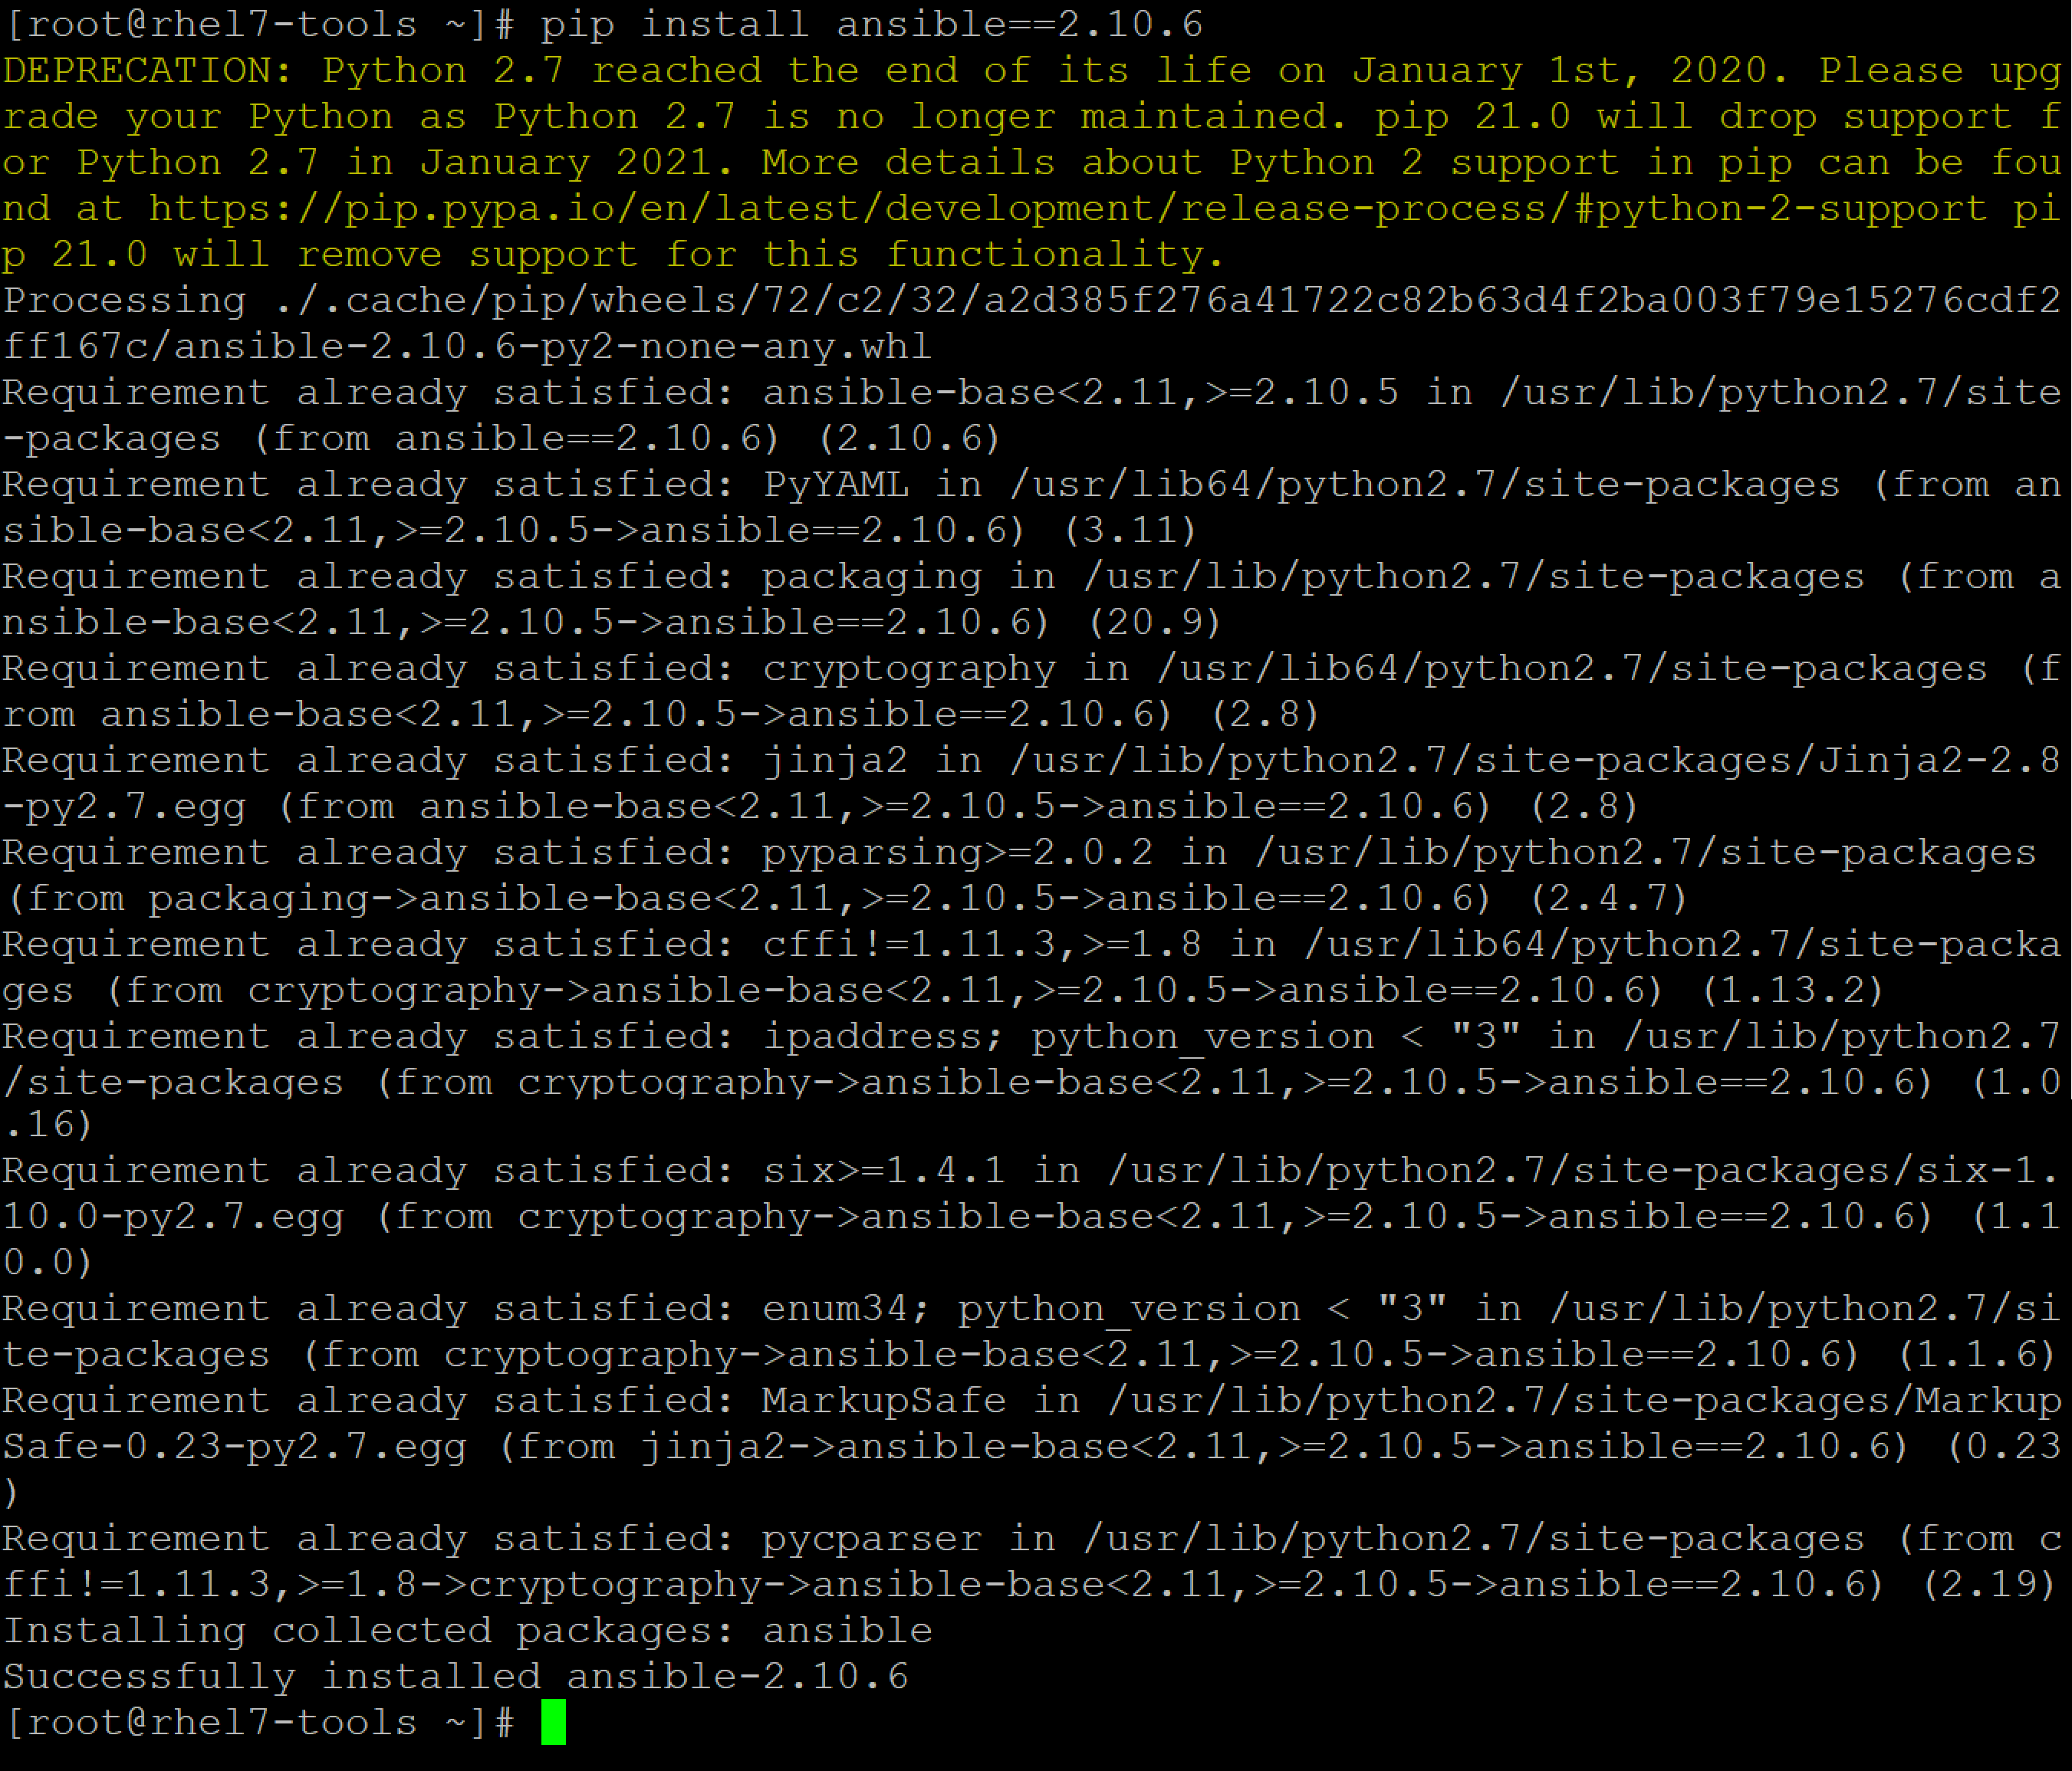 [root@rhel7-tools ~]# pip install ansible==2.10.6
DEPRECATION: Python 2.7 reached the end of its life on January 1st, 2020. Please upg
rade your Python as Python 2.7 is no longer maintained. pip 21.0 will drop support f
or Python 2.7 in January 2021. More details about Python 2 support in pip can be fou
nd at https://pip.pypa.io/en/latest/development/release-process/#python-2-support pi
p 21.0 will remove support for this functionality.
Processing ./.cache/pip/wheels/72/c2/32/a2d385f276a41722c82b63d4f2ba003f79e15276cdf2
ff167c/ansible-2.10.6-py2-none-any.whl
Requirement already satisfied: ansible-base<2.11,>=2.10.5 in /usr/lib/python2.7/site
-packages (from ansible==2.10.6) (2.10.6)
Requirement already satisfied: PyYAML in /usr/lib64/python2.7/site-packages (from an
sible-base<2.11,>=2.10.5->ansible==2.10.6) (3.11)
Requirement already satisfied: packaging in /usr/lib/python2.7/site-packages (from a
nsible-base<2.11,>=2.10.5->ansible==2.10.6) (20.9)
Requirement already satisfied: cryptography in /usr/lib64/python2.7/site-packages (f
rom ansible-base<2.11,>=2.10.5->ansible==2.10.6) (2.8)
Requirement already satisfied: jinja2 in /usr/lib/python2.7/site-packages/Jinja2-2.8
-py2.7.egg (from ansible-base<2.11,>=2.10.5->ansible==2.10.6) (2.8)
Requirement already satisfied: pyparsing>=2.0.2 in /usr/lib/python2.7/site-packages
(from packaging->ansible-base<2.11,>=2.10.5->ansible==2.10.6) (2.4.7)
Requirement already satisfied: cffi!=1.11.3,>=1.8 in /usr/lib64/python2.7/site-packa
ges (from cryptography->ansible-base<2.11,>=2.10.5->ansible==2.10.6) (1.13.2)
Requirement already satisfied: ipaddress; python_version < "3" in /usr/lib/python2.7
/site-packages (from cryptography->ansible-base<2.11,>=2.10.5->ansible==2.10.6) (1.0
.16)
Requirement already satisfied: six>=1.4.1 in /usr/lib/python2.7/site-packages/six-1.
10.0-py2.7.egg (from cryptography->ansible-base<2.11,>=2.10.5->ansible==2.10.6) (1.1
0.0)
Requirement already satisfied: enum34; python_version < "3" in /usr/lib/python2.7/si
te-packages (from cryptography->ansible-base<2.11,>=2.10.5->ansible==2.10.6) (1.1.6)
Requirement already satisfied: MarkupSafe in /usr/lib/python2.7/site-packages/Markup
Safe-0.23-py2.7.egg (from jinja2->ansible-base<2.11,>=2.10.5->ansible==2.10.6) (0.23
)
Requirement already satisfied: pycparser in /usr/lib/python2.7/site-packages (from c
ffi!=1.11.3,>=1.8->cryptography->ansible-base<2.11,>=2.10.5->ansible==2.10.6) (2.19)
Installing collected packages: ansible
Successfully installed ansible-2.10.6
[root@rhel7-tools ~]#